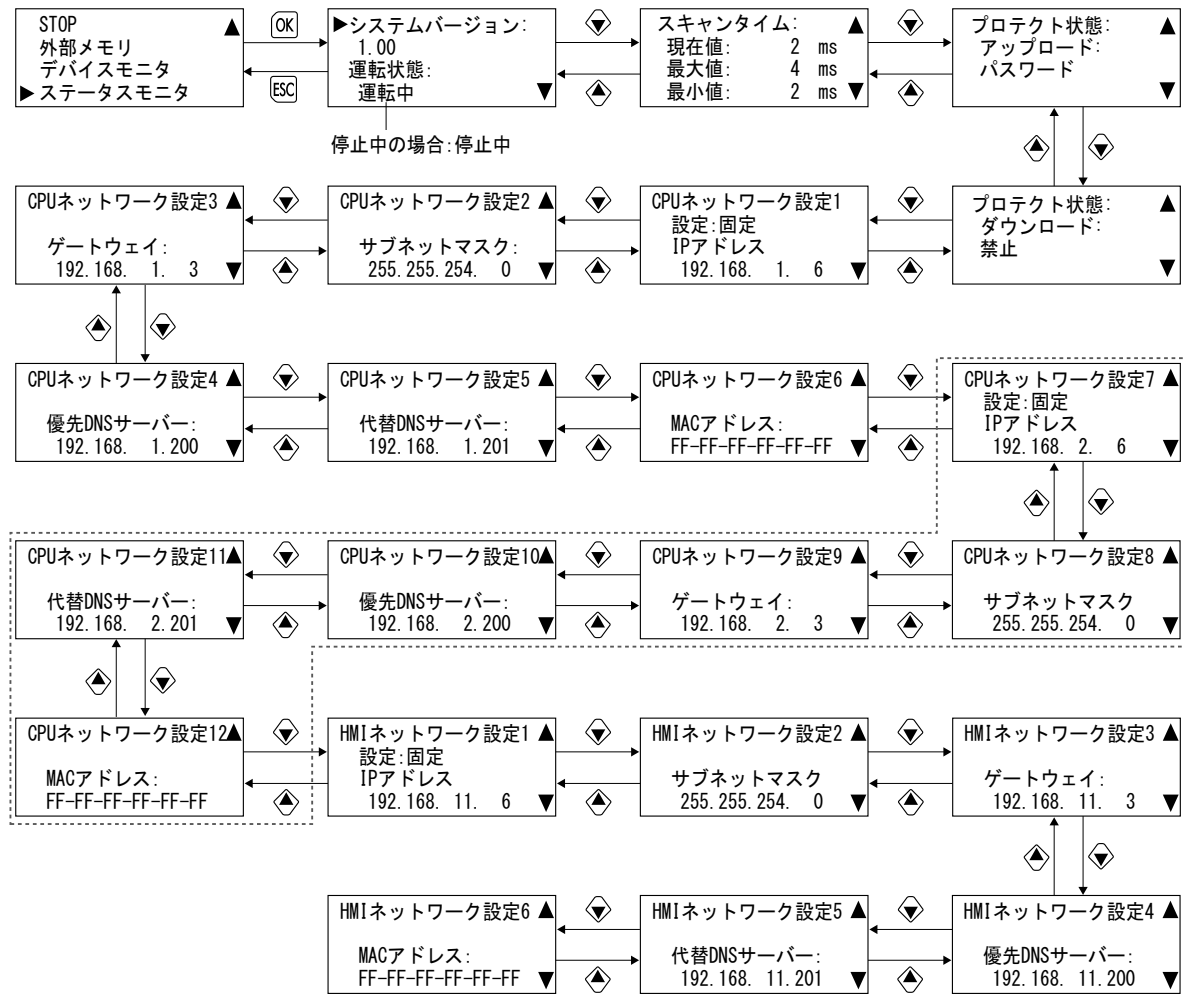 STOP
外部メモリ
デバイスモニタ
▶ステータスモニタ
OK
ESC
▶システムバージョン:
1.00
運転状態:
運転中
停止中の場合:停止中
スキャンタイム:
現在値: 2 ms
最大値: 4 ms
最小値: 2 ms
プロテクト状態:
アップロード:
パスワード
CPUネットワーク設定3
ゲートウェイ:
192.168. 1. 3
CPUネットワーク設定2
サブネットマスク:
255.255.254. 0
CPUネットワーク設定1
設定:固定
IPアドレス
192.168. 1. 6
プロテクト状態:
ダウンロード:
禁止
CPUネットワーク設定4
優先DNSサーバー:
192.168. 1.200
CPUネットワーク設定5
代替DNSサーバー:
192.168. 1.201
CPUネットワーク設定6
MACアドレス:
FF-FF-FF-FF-FF-FF
CPUネットワーク設定7
設定:固定
IPアドレス
192.168. 2. 6
CPUネットワーク設定11
代替DNSサーバー:
192.168. 2.201
CPUネットワーク設定10
優先DNSサーバー:
192.168. 2.200
CPUネットワーク設定9
ゲートウェイ:
192.168. 2. 3
CPUネットワーク設定8
サブネットマスク
255.255.254. 0
CPUネットワーク設定12
MACアドレス:
FF-FF-FF-FF-FF-FF
HMIネットワーク設定1
設定:固定
IPアドレス
192.168. 11. 6
HMIネットワーク設定2
サブネットマスク
255.255.254. 0
HMIネットワーク設定3
ゲートウェイ:
192.168. 11. 3
HMIネットワーク設定6
MACアドレス:
FF-FF-FF-FF-FF-FF
HMIネットワーク設定5
代替DNSサーバー:
192.168. 11.201
HMIネットワーク設定4
優先DNSサーバー:
192.168. 11.200